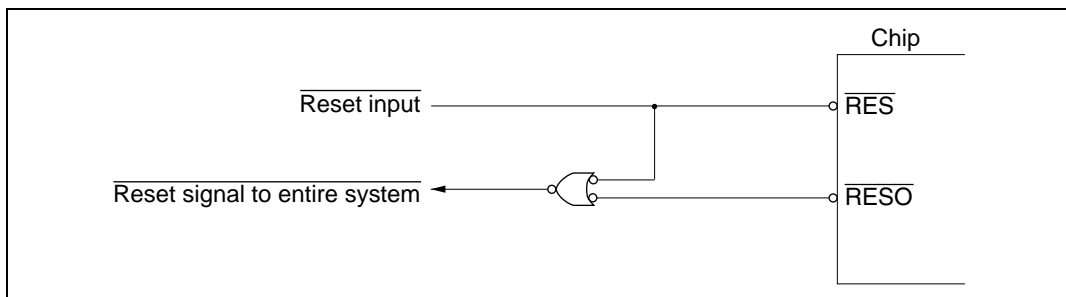 Chip
Reset input
RES
Reset signal to entire system
RESO